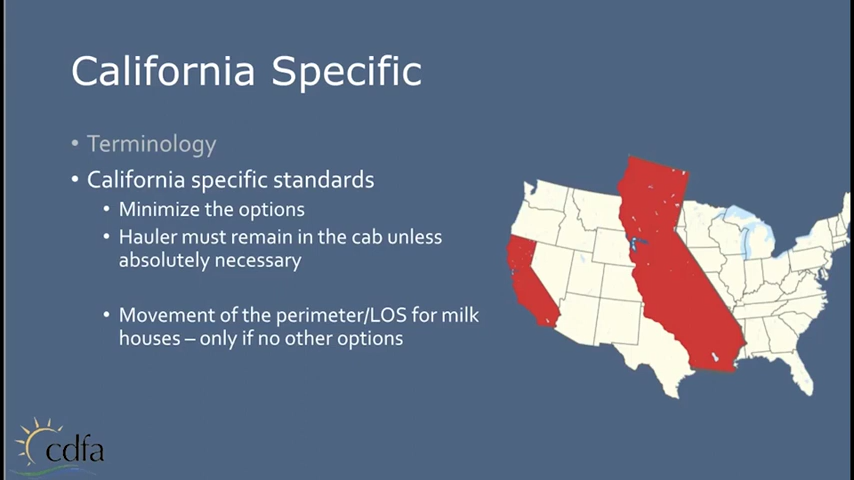 California Specific
• Terminology
• California specific standards
• Minimize the options
• Hauler must remain in the cab unless
absolutely necessary
• Movement of the perimeter/LOS for milk
houses – only if no other options
cdfa